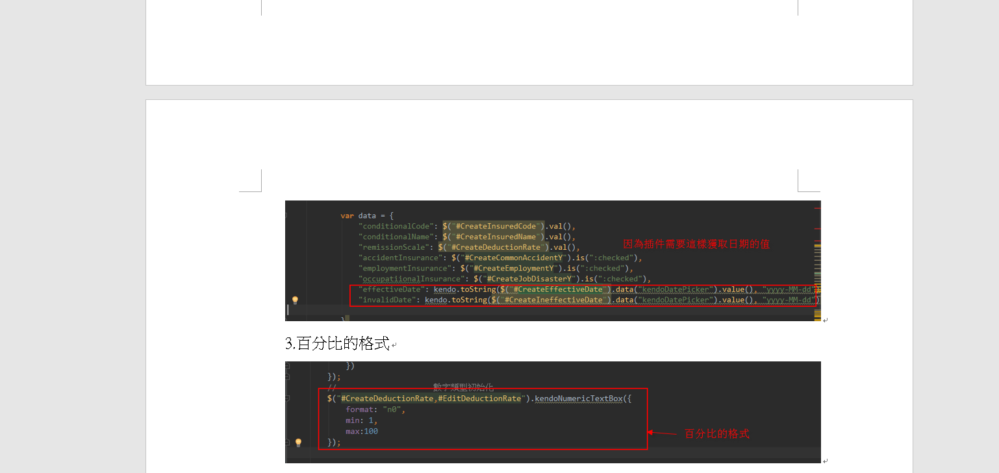 var data = {
"conditionalCode": $("#CreateInsuredCode").val(),
"conditionalName": $("#CreateInsuredName").val(),
"remissionScale": $("#CreateDeductionRate").val(),
因為插件需要這樣獲取日期的值
"accidentInsurance": $("#CreateCommonAccidentY").is(":checked"),
"employmentInsurance": $("#CreateEmploymentY").is(":checked"),
"occupatiionalInsurance": $("#CreateJobDisasterY").is(":checked"),
"effectiveDate": kendo.toString($("#CreateEffectiveDate").data("kendoDatePicker").value(), "yyyy-MM-dd"
"invalidDate": kendo.toString($("#CreateIneffectiveDate").data("kendoDatePicker").value(), "yyyy-MM-dd")
}
3.百分比的格式
})
});
// 數字類型初始化
$("#CreateDeductionRate,#EditDeductionRate").kendoNumericTextBox({
format: "n0",
min: 1,
max:100
百分比的格式
});